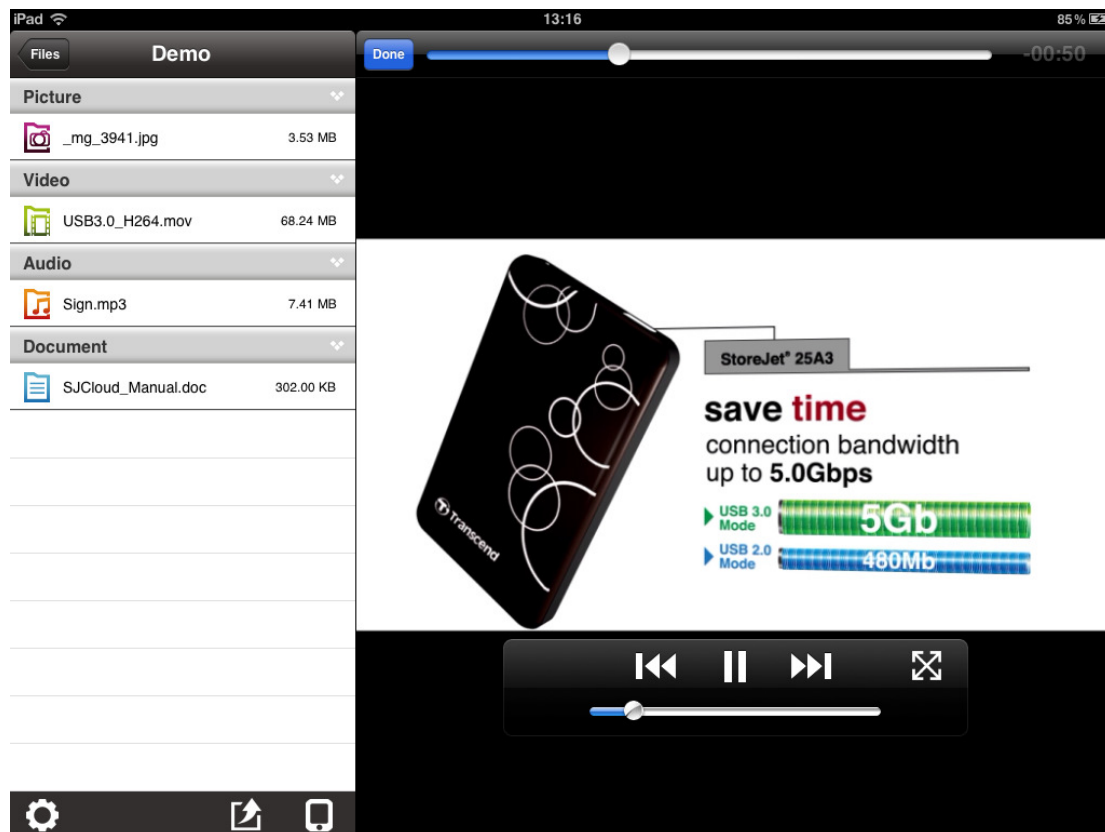 iPad 13:16 85%
Files Demo
Done -00:50
Picture
_mg_3941.jpg 3.53 MB
Video
USB3.0_H264.mov 68.24 MB
Audio
Sign.mp3 7.41 MB
Document
SJCloud_Manual.doc 302.00 KB
Transcend
StoreJet® 25A3
save time
connection bandwidth
up to 5.0Gbps
USB 3.0
Mode
5Gb
USB 2.0
Mode
480Mb